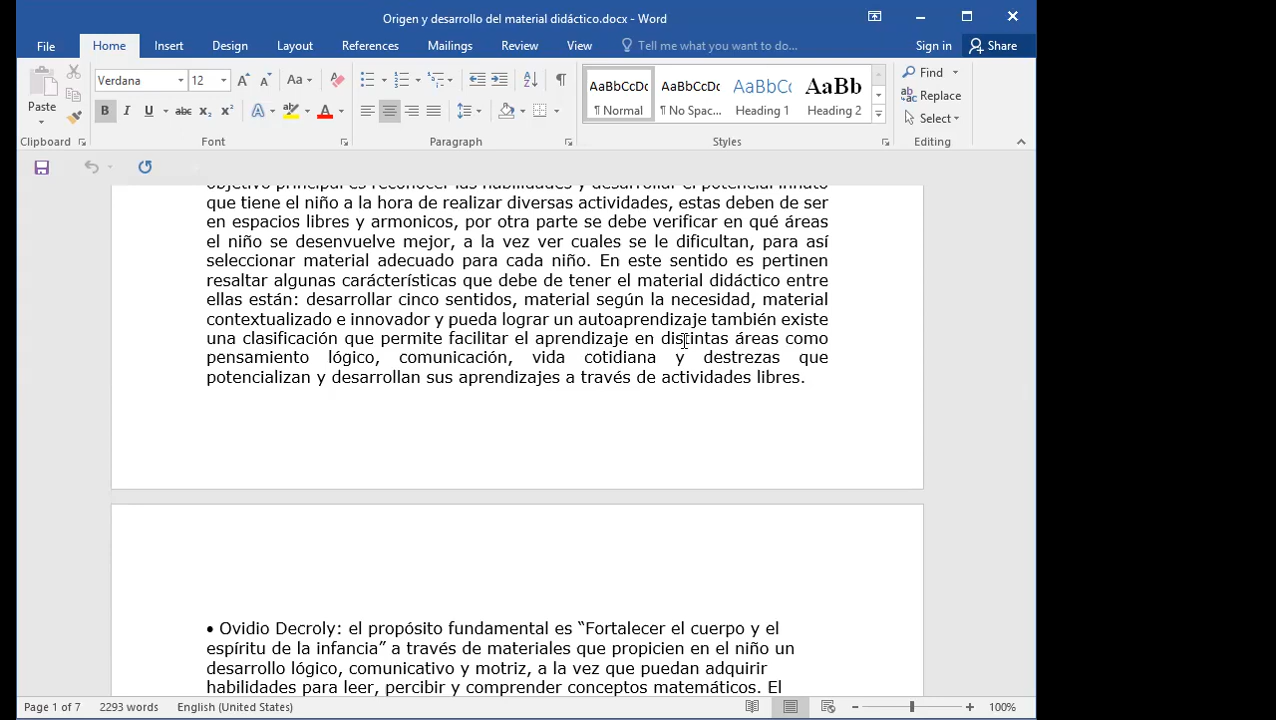 Origen y desarrollo del material didáctico.docx - Word
File Home Insert Design Layout References Mailings Review View Tell me what you want to do... Sign in Share
Verdana 12 Aa
AaBbCcDc AaBbCcDc AaBbCc AaBb
Find
Replace
Select
Paste
B I U abc x₂ x² A A
¶ Normal ¶ No Spac... Heading 1 Heading 2
Clipboard Font Paragraph Styles Editing
objetivo principal es reconocer las habilidades y desarrollar el potencial innato
que tiene el niño a la hora de realizar diversas actividades, estas deben de ser
en espacios libres y armonicos, por otra parte se debe verificar en qué áreas
el niño se desenvuelve mejor, a la vez ver cuales se le dificultan, para así
seleccionar material adecuado para cada niño. En este sentido es pertinen
resaltar algunas carácterísticas que debe de tener el material didáctico entre
ellas están: desarrollar cinco sentidos, material según la necesidad, material
contextualizado e innovador y pueda lograr un autoaprendizaje también existe
una clasificación que permite facilitar el aprendizaje en distintas áreas como
pensamiento lógico, comunicación, vida cotidiana y destrezas que
potencializan y desarrollan sus aprendizajes a través de actividades libres.
• Ovidio Decroly: el propósito fundamental es “Fortalecer el cuerpo y el
espíritu de la infancia” a través de materiales que propicien en el niño un
desarrollo lógico, comunicativo y motriz, a la vez que puedan adquirir
habilidades para leer, percibir y comprender conceptos matemáticos. El
Page 1 of 7 2293 words English (United States) 100%